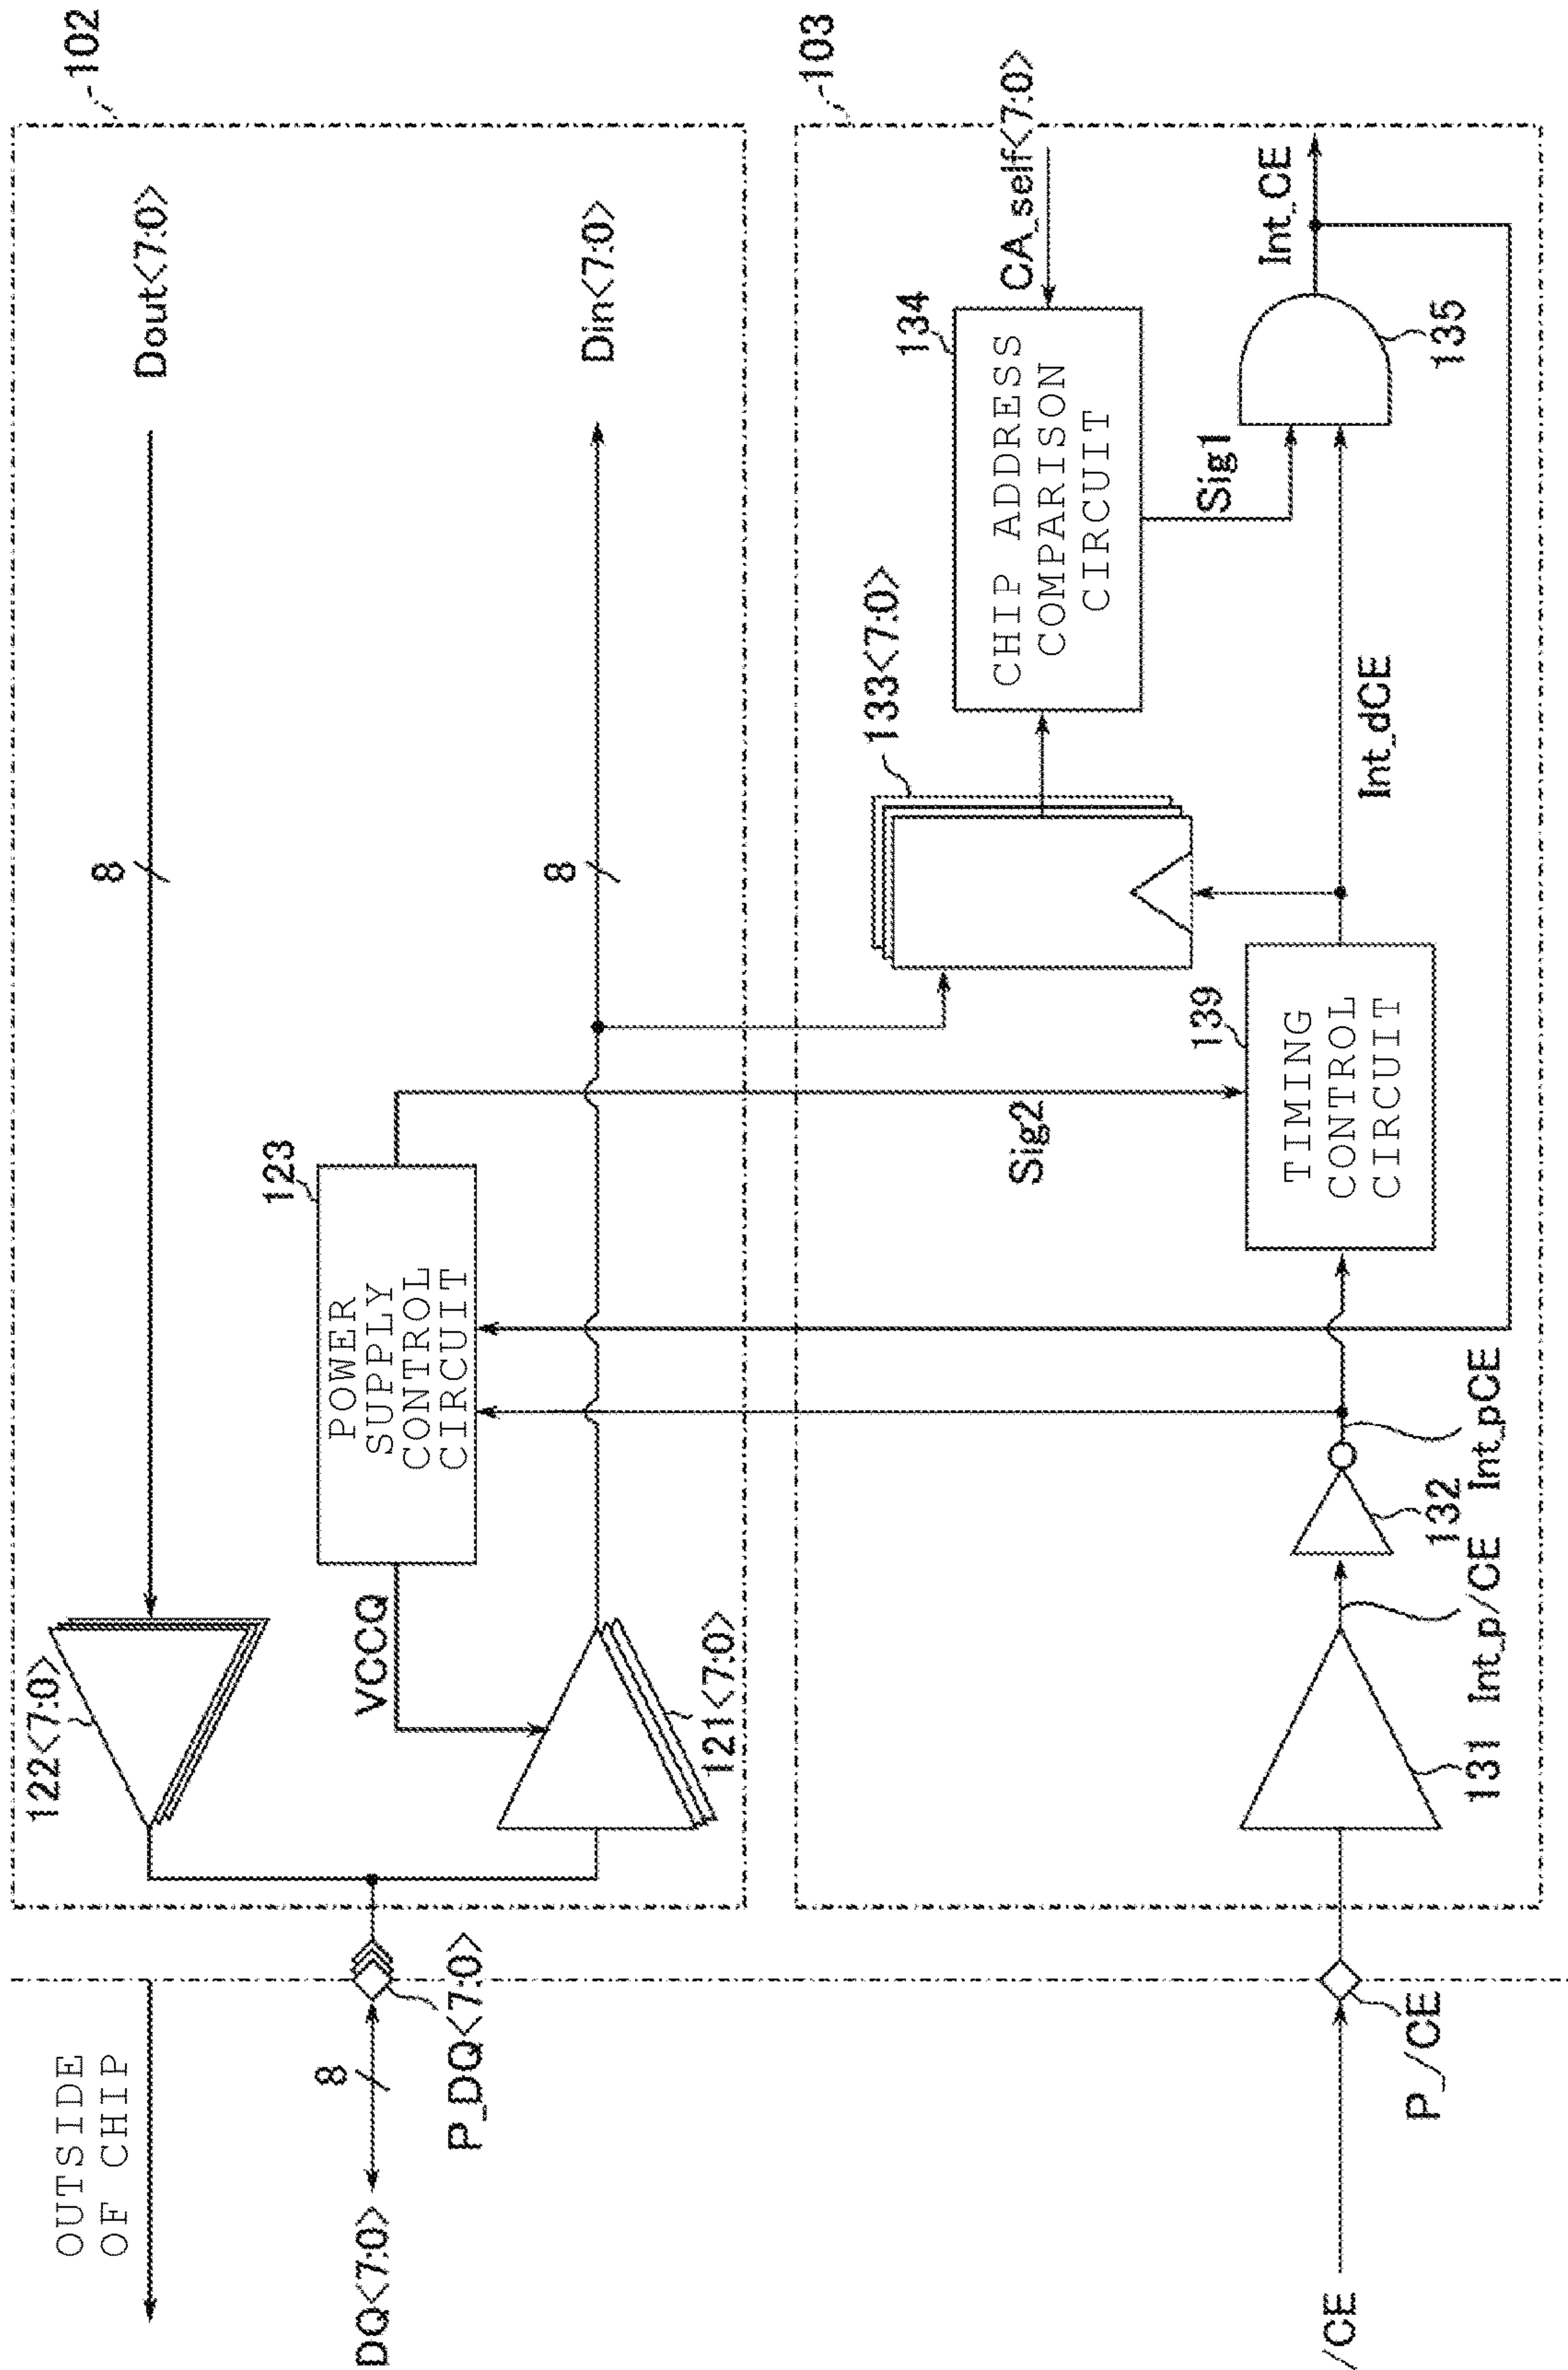 OUTSIDE
OF CHIP
102
122<7:0>
8
Dout<7:0>
123
POWER
SUPPLY
CONTROL
CIRCUIT
VCCQ
DQ<7:0>
8
P_DQ<7:0>
121<7:0>
8
Din<7:0>
103
133<7:0>
134
CHIP ADDRESS
COMPARISON
CIRCUIT
CA_self<7:0>
Sig2
139
TIMING
CONTROL
CIRCUIT
Sig1
Int_CE
/CE
P_/CE
131
Int_p/CE
132
Int_pCE
Int_dCE
135